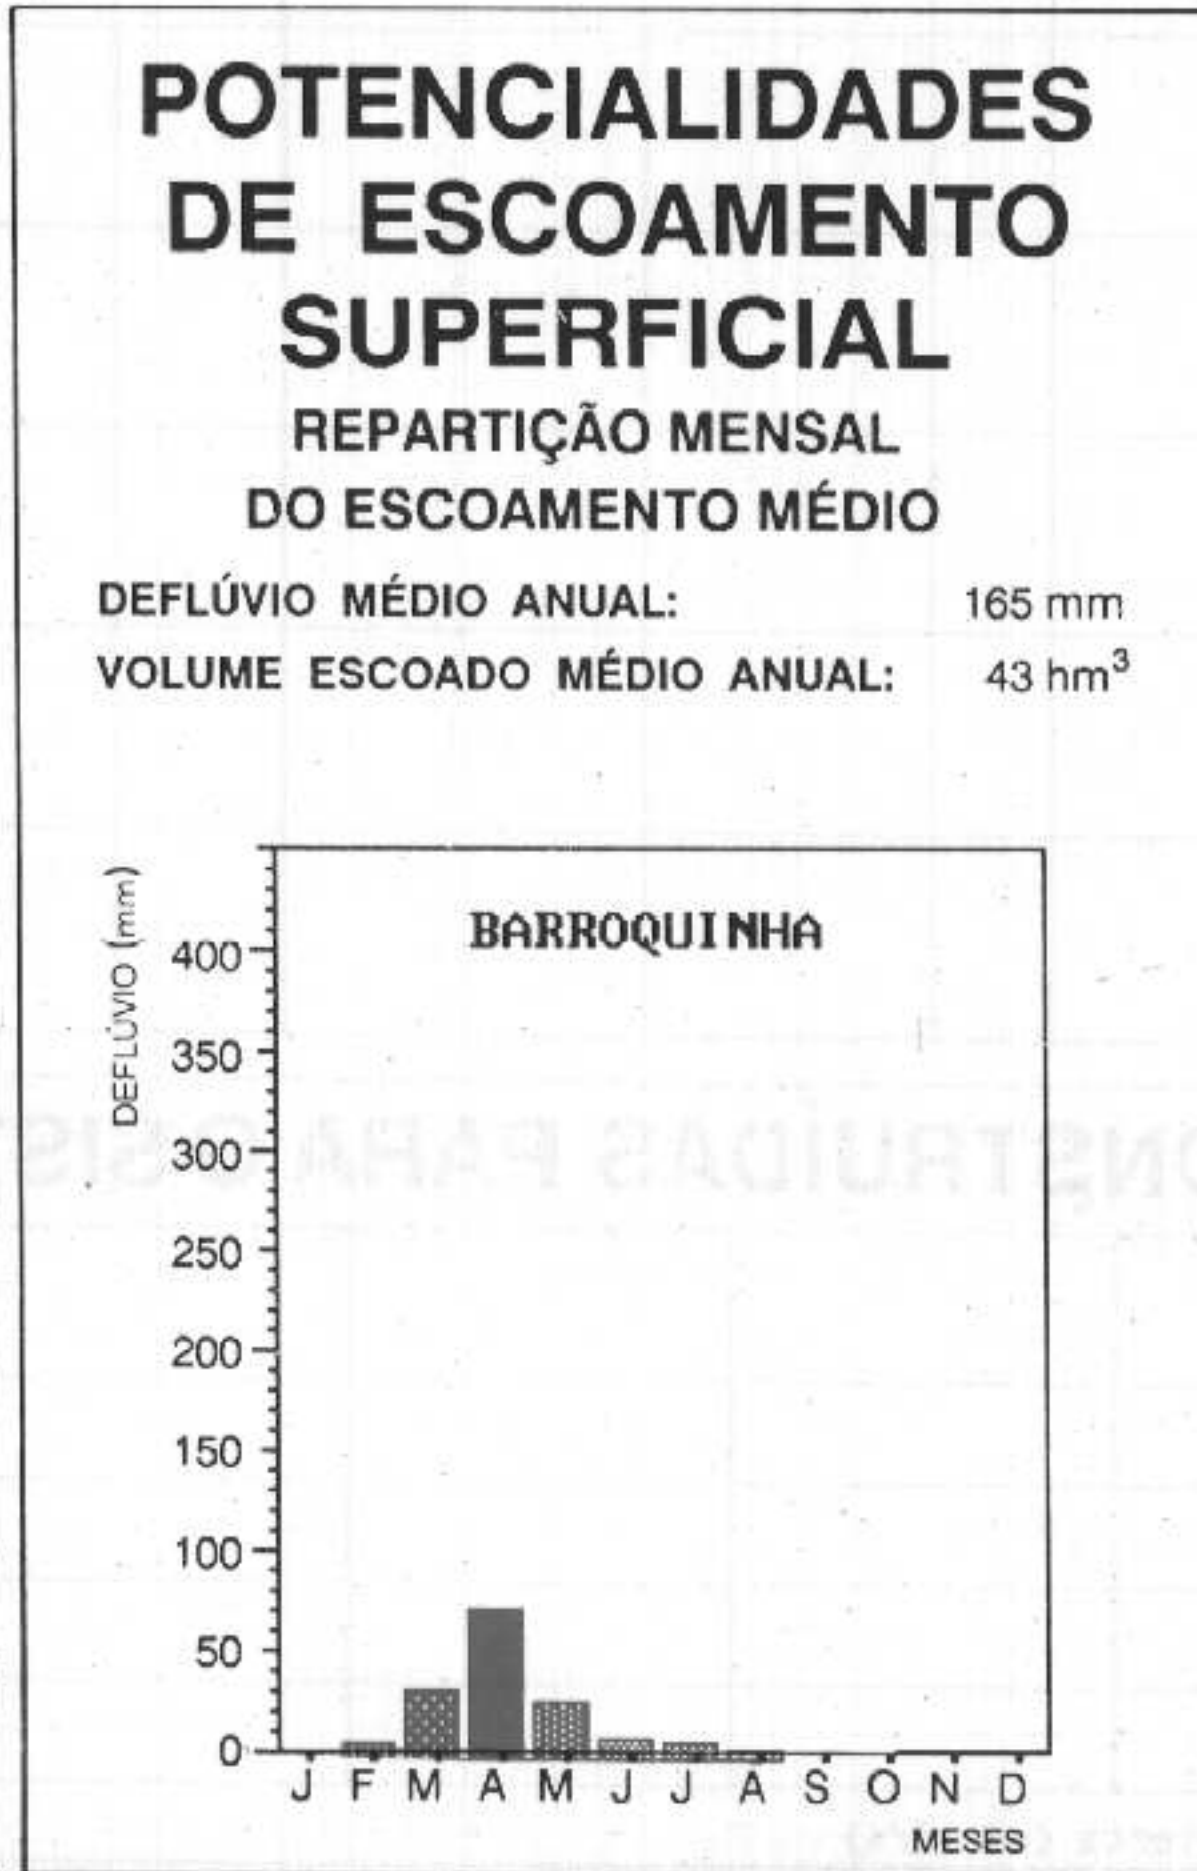 POTENCIALIDADES
DE ESCOAMENTO
SUPERFICIAL
REPARTIÇÃO MENSAL
DO ESCOAMENTO MÉDIO
DEFLÚVIO MÉDIO ANUAL: 165 mm
VOLUME ESCOADO MÉDIO ANUAL: 43 hm³
BARROQUINHA
DEFLÚVIO (mm)
400
350
300
250
200
150
100
50
0
J F M A M J J A S O N D
MESES